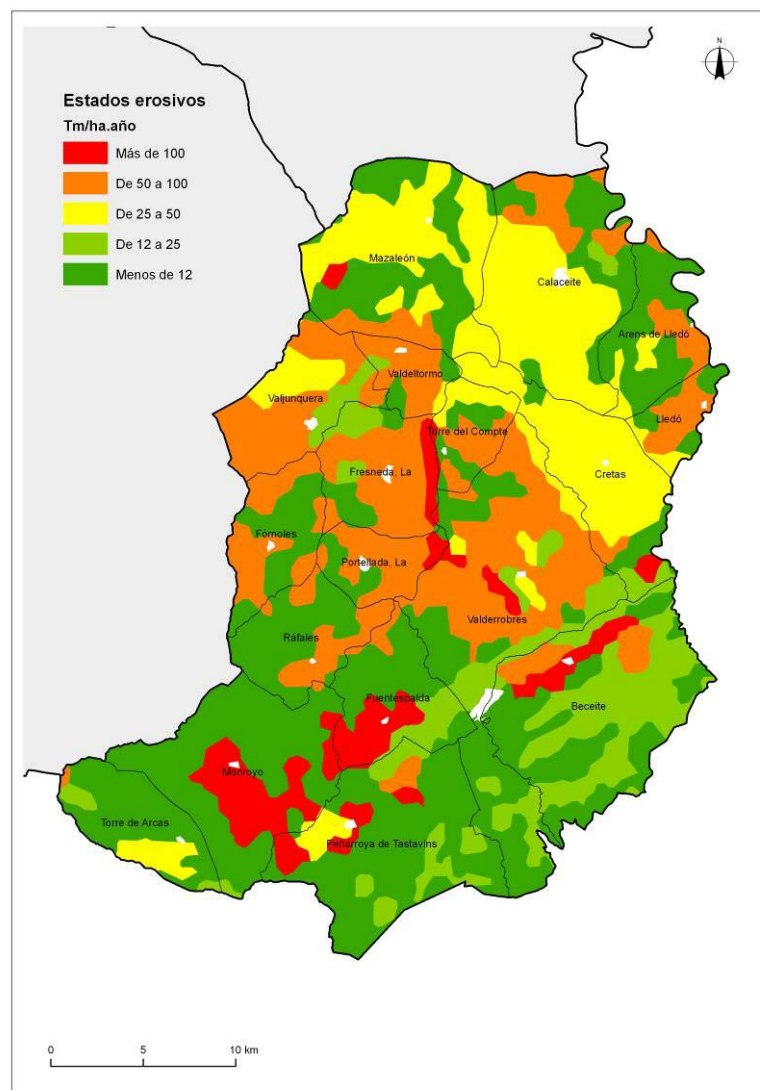 N
Estados erosivos
Tm/ha.año
Más de 100
De 50 a 100
De 25 a 50
De 12 a 25
Menos de 12
Mazaleón
Calaceite
Arens de Lledó
Valdeltormo
Valjunquera
Lledó
Torre del Compte
Fresneda, La
Cretas
Fórnoles
Portellada, La
Valderrobres
Ráfales
Fuentespalda
Beceite
Monroyo
Torre de Arcas
Peñarroya de Tastavins
0 5 10 km